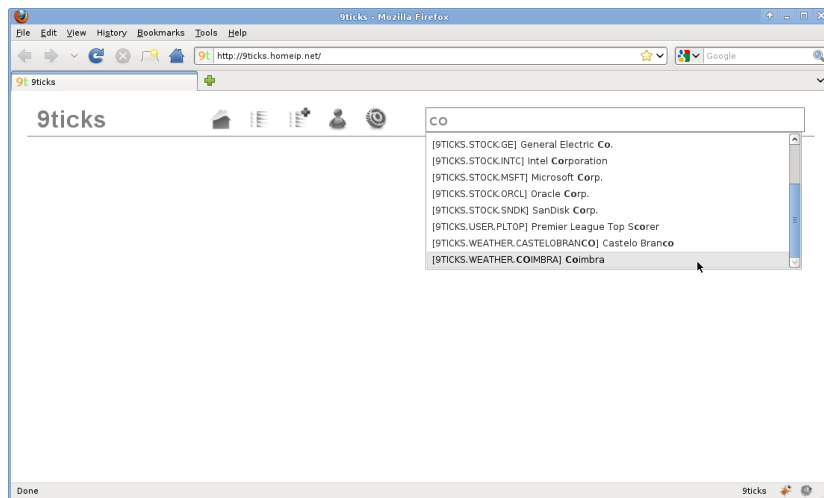 9ticks - Mozilla Firefox
File Edit View History Bookmarks Tools Help
9t http://9ticks.homeip.net/ Google
9t 9ticks
9ticks
co
[9TICKS.STOCK.GE] General Electric Co.
[9TICKS.STOCK.INTC] Intel Corporation
[9TICKS.STOCK.MSFT] Microsoft Corp.
[9TICKS.STOCK.ORCL] Oracle Corp.
[9TICKS.STOCK.SNDK] SanDisk Corp.
[9TICKS.USER.PLTOP] Premier League Top Scorer
[9TICKS.WEATHER.CASTELOBRANCO] Castelo Branco
[9TICKS.WEATHER.COIMBRA] Coimbra
Done 9ticks